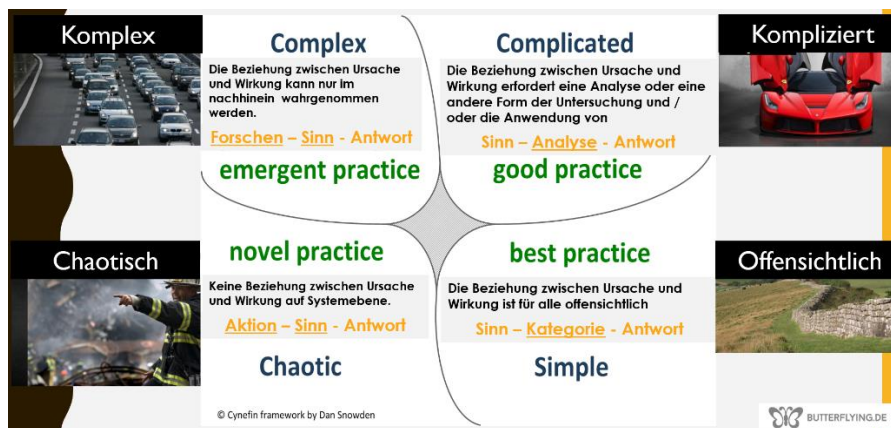 Komplex
Complex
Die Beziehung zwischen Ursache
und Wirkung kann nur im
nachhinein wahrgenommen
werden.
Forschen – Sinn - Antwort
emergent practice
Complicated
Die Beziehung zwischen Ursache und
Wirkung erfordert eine Analyse oder eine
andere Form der Untersuchung und /
oder die Anwendung von
Sinn – Analyse - Antwort
good practice
Kompliziert
Chaotisch
novel practice
Keine Beziehung zwischen Ursache
und Wirkung auf Systemebene.
Aktion – Sinn - Antwort
Chaotic
best practice
Die Beziehung zwischen Ursache und
Wirkung ist für alle offensichtlich
Sinn – Kategorie - Antwort
Simple
Offensichtlich
© Cynefin framework by Dan Snowden
BUTTERFLYING.DE